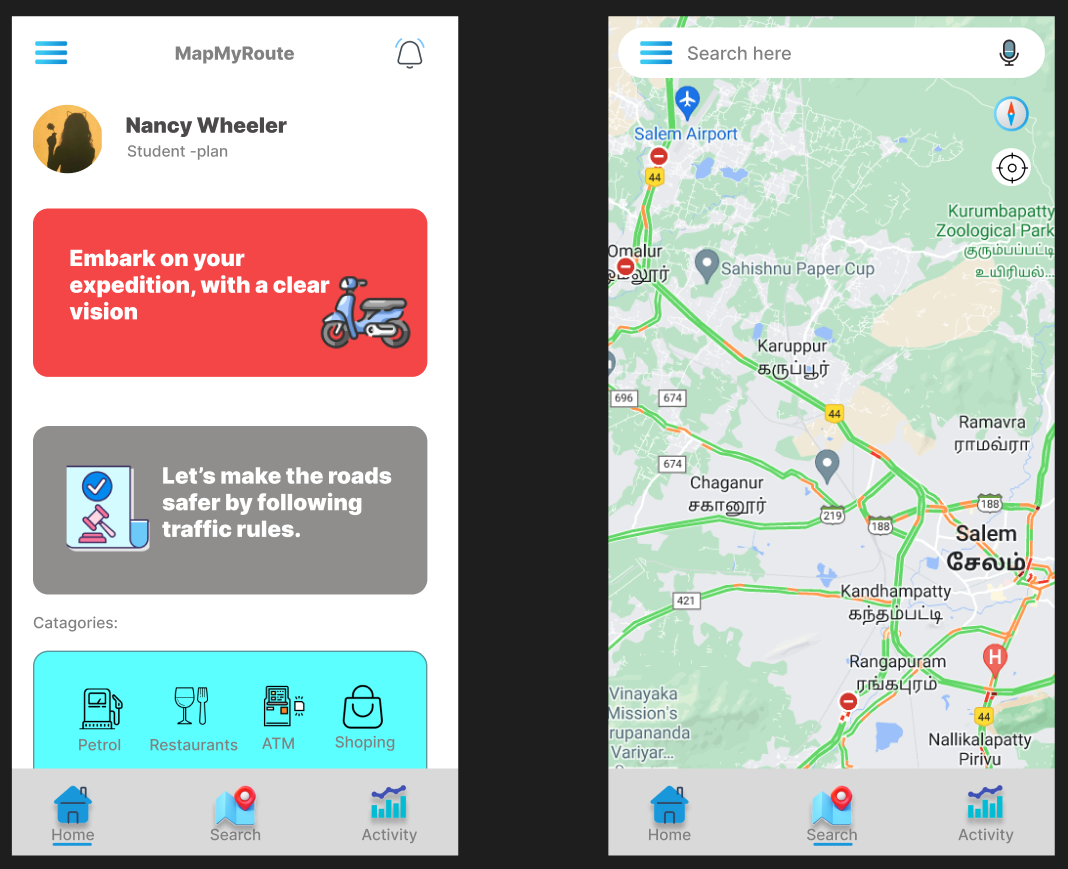 MapMyRoute
Nancy Wheeler
Student -plan
Embark on your
expedition, with a clear
vision
Let's make the roads
safer by following
traffic rules.
Catagories:
Petrol
Restaurants
ATM
Shoping
Home
Search
Activity
Search here
Salem Airport
44
Kurumbapatty
Zoological Park
குரும்பப்பட்டி
உயிரியல்...
Omalur
ஓமலூர்
Sahishnu Paper Cup
Karuppur
கருப்பூர்
696
674
44
Ramavra
ராமவ்ரா
674
Chaganur
சகானூர்
219
188
188
Salem
சேலம்
421
Kandhampatty
கந்தம்பட்டி
Rangapuram
ரங்கபுரம்
H
Vinayaka
Mission's
rupananda
Variyar...
44
Nallikalapatty
Pirivu
Home
Search
Activity